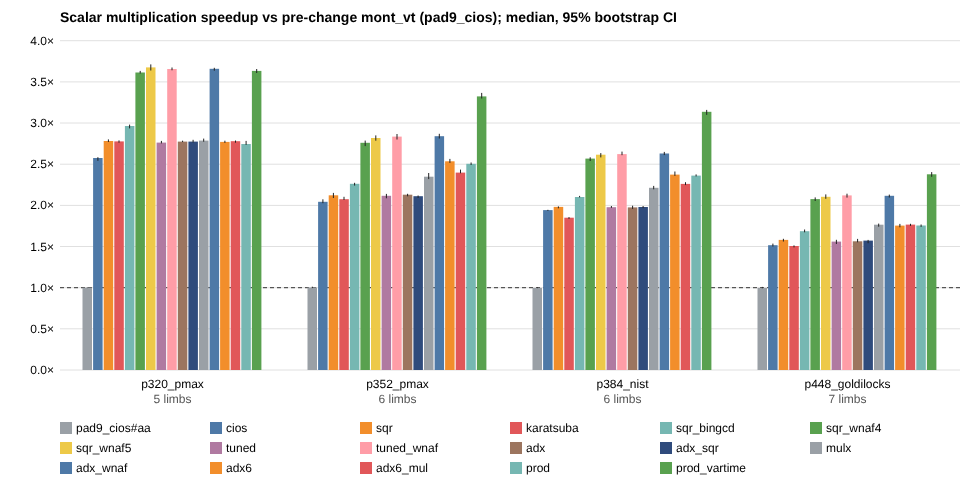 Scalar multiplication speedup vs pre-change mont_vt (pad9_cios); median, 95% bootstrap CI
4.0×
3.5×
3.0×
2.5×
2.0×
1.5×
1.0×
0.5×
0.0×
p320_pmax p352_pmax p384_nist p448_goldilocks
5 limbs 6 limbs 6 limbs 7 limbs
pad9_cios#aa cios sqr karatsuba sqr_bingcd sqr_wnaf4
sqr_wnaf5 tuned tuned_wnaf adx adx_sqr mulx
adx_wnaf adx6 adx6_mul prod prod_vartime